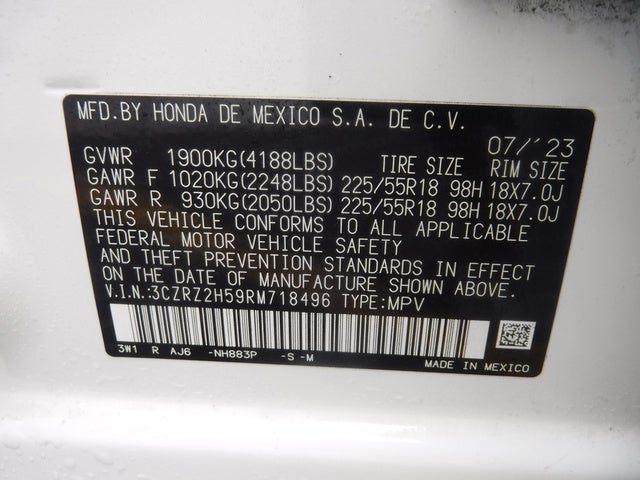 MFD.BY HONDA DE MEXICO S.A. DE C.V.
07/'23
GVWR 1900KG(4188LBS) TIRE SIZE RIM SIZE
GAWR F 1020KG(2248LBS) 225/55R18 98H 18X7.0J
GAWR R 930KG(2050LBS) 225/55R18 98H 18X7.0J
THIS VEHICLE CONFORMS TO ALL APPLICABLE
FEDERAL MOTOR VEHICLE SAFETY
AND THEFT PREVENTION STANDARDS IN EFFECT
ON THE DATE OF MANUFACTURE SHOWN ABOVE.
V.I.N.:3CZRZ2H59RM718496 TYPE:MPV
3W1 R AJ6 -NH883P -S -M MADE IN MEXICO